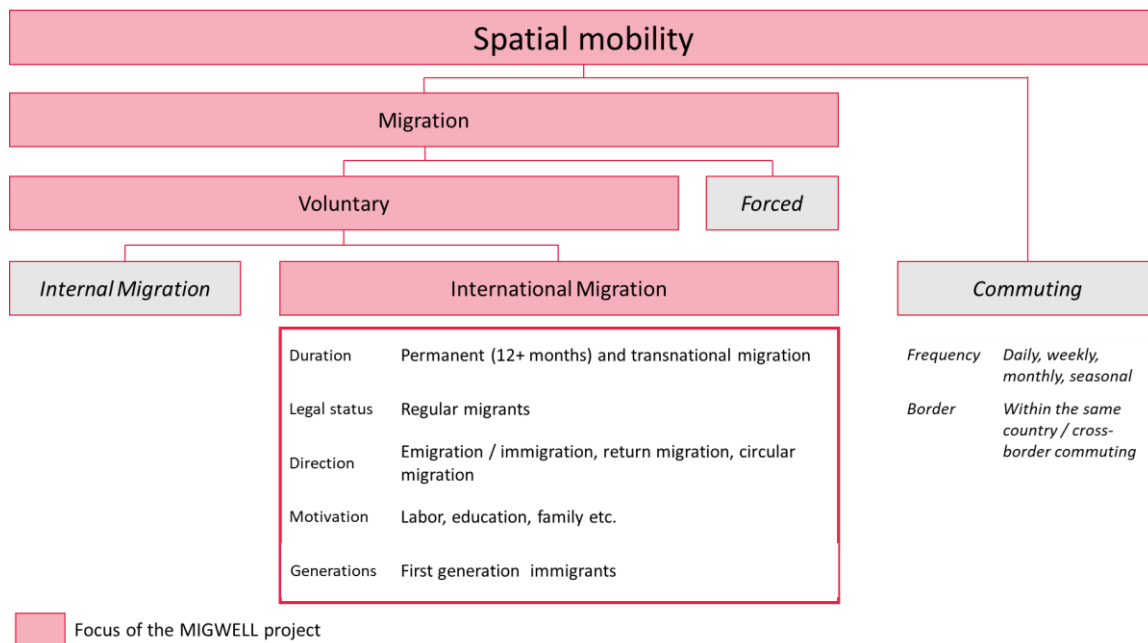 Spatial mobility
Migration
Voluntary
Forced
Internal Migration
International Migration
Commuting
Duration Permanent (12+ months) and transnational migration
Legal status Regular migrants
Direction Emigration / immigration, return migration, circular
migration
Motivation Labor, education, family etc.
Generations First generation immigrants
Frequency Daily, weekly,
monthly, seasonal
Border Within the same
country / cross-
border commuting
Focus of the MIGWELL project